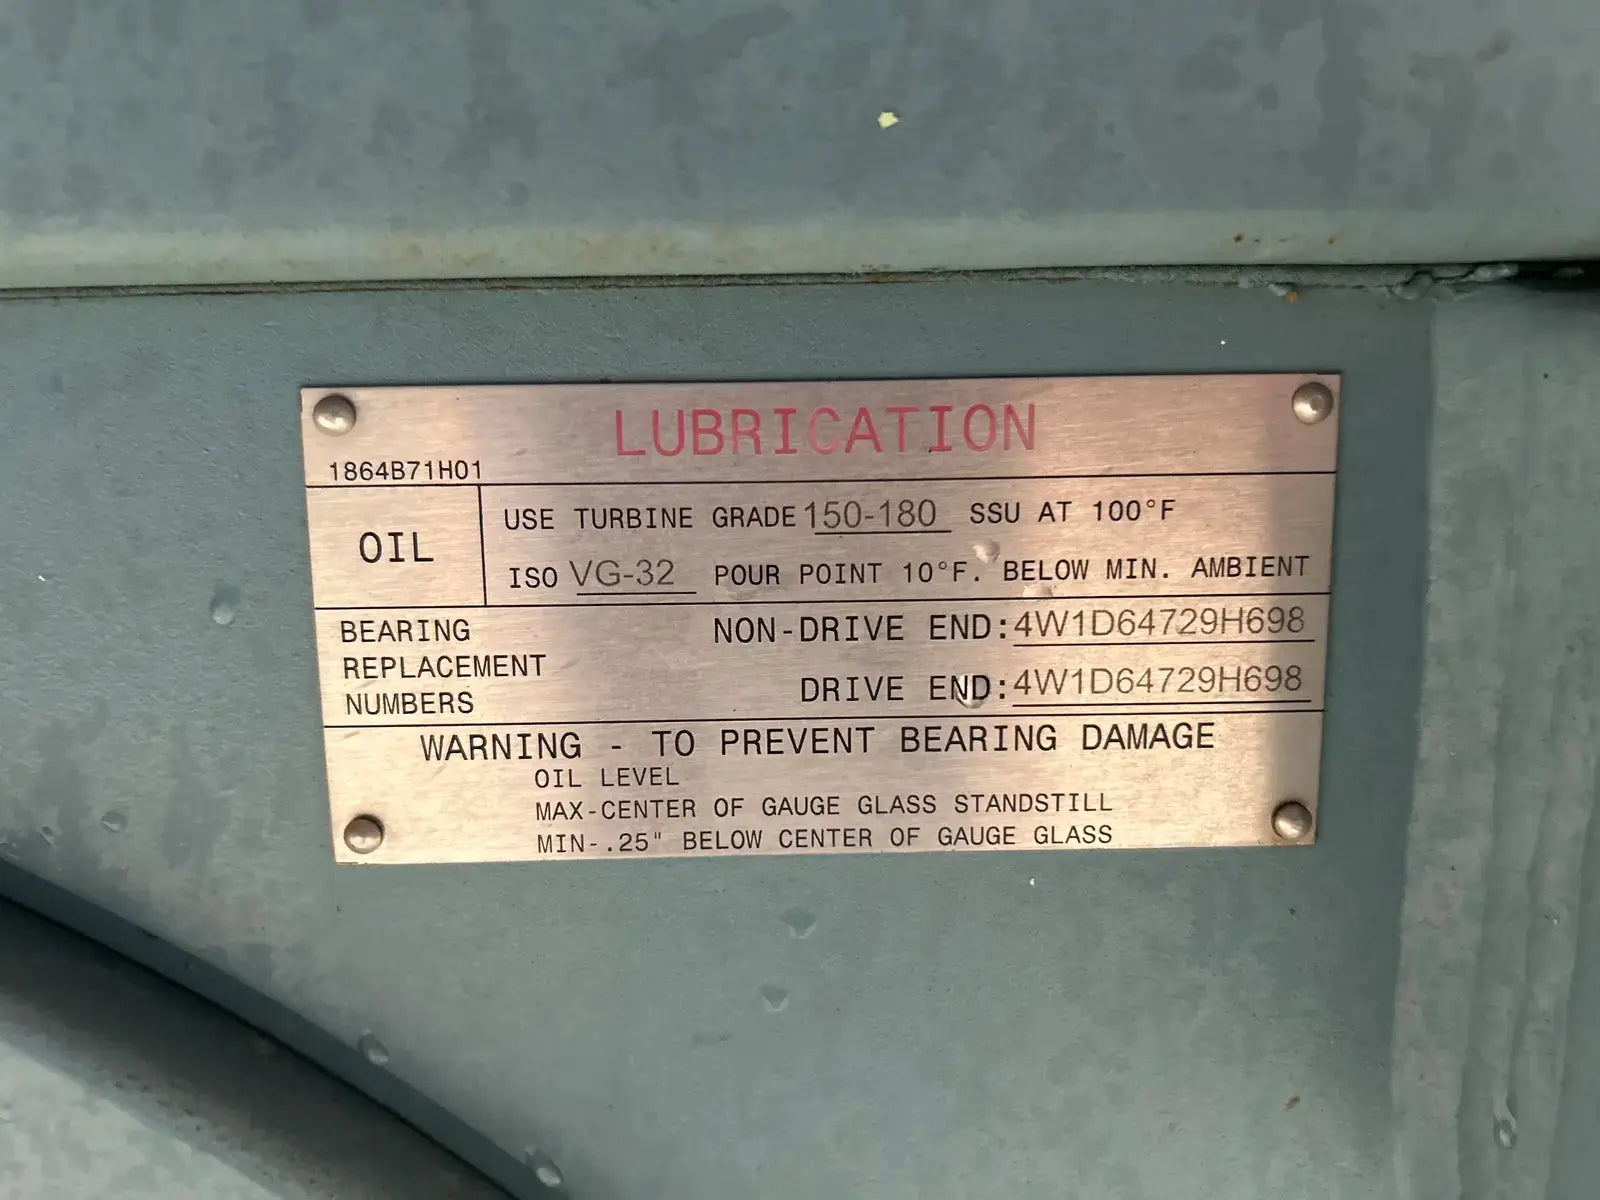 LUBRICATION
1864B71H01
OIL
USE TURBINE GRADE 150-180 SSU AT 100°F
ISO VG-32 POUR POINT 10°F. BELOW MIN. AMBIENT
BEARING REPLACEMENT NUMBERS
NON-DRIVE END: 4W1D64729H698
DRIVE END: 4W1D64729H698
WARNING - TO PREVENT BEARING DAMAGE
OIL LEVEL
MAX-CENTER OF GAUGE GLASS STANDSTILL
MIN-.25" BELOW CENTER OF GAUGE GLASS